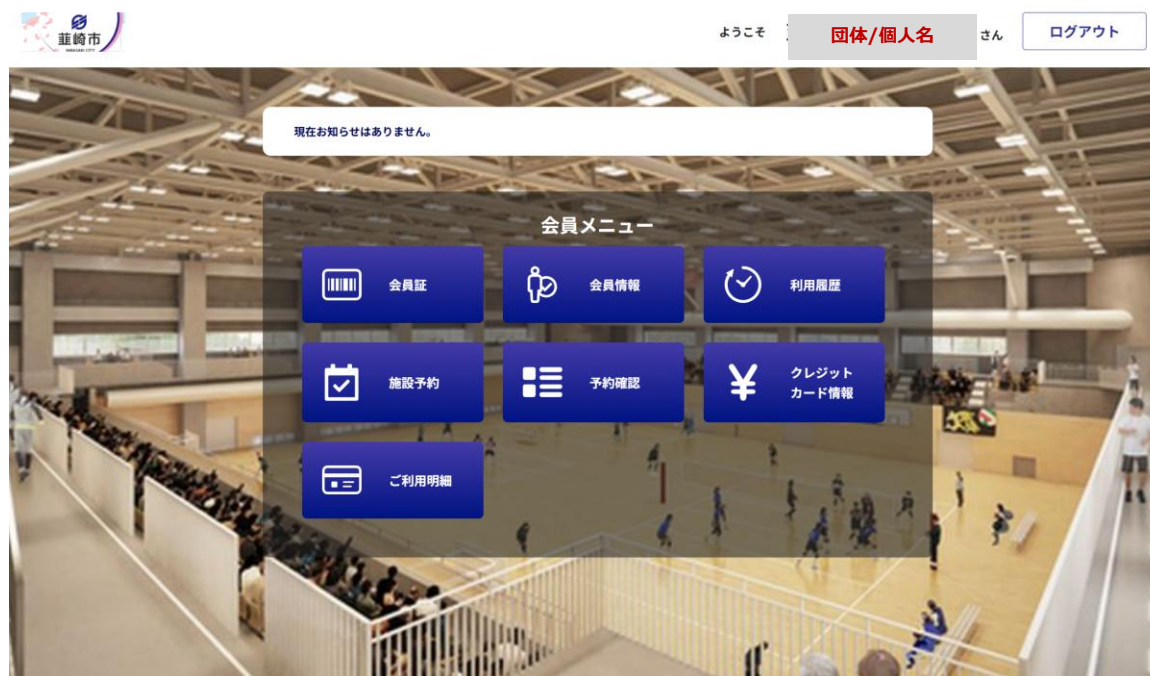 韮崎市
ようこそ 団体/個人名 さん ログアウト
現在お知らせはありません。
会員メニュー
会員証
会員情報
利用履歴
施設予約
予約確認
クレジット
カード情報
ご利用明細